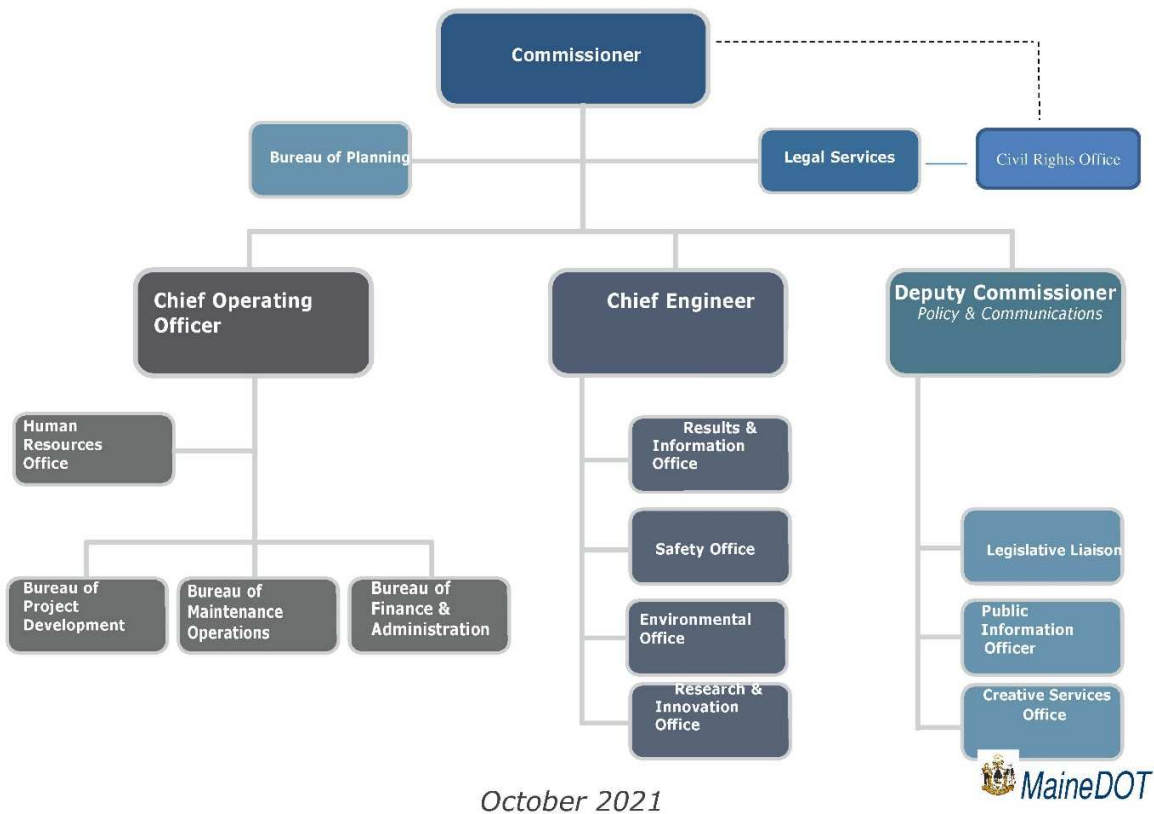 Commissioner
Bureau of Planning
Legal Services
Civil Rights Office
Chief Operating
Officer
Chief Engineer
Deputy Commissioner
Policy & Communications
Human
Resources
Office
Results &
Information
Office
Safety Office
Legislative Liaison
Bureau of
Project
Development
Bureau of
Maintenance
Operations
Bureau of
Finance &
Administration
Environmental
Office
Public
Information
Officer
Research &
Innovation
Office
Creative Services
Office
MaineDOT
October 2021